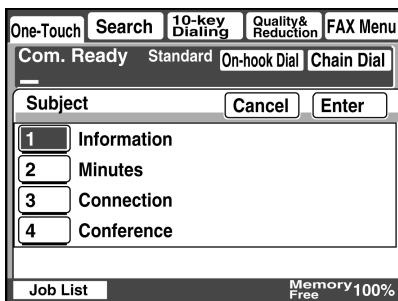 One-Touch Search 10-key Dialing Quality& Reduction FAX Menu
Com. Ready Standard On-hook Dial Chain Dial
Subject Cancel Enter
1 Information
2 Minutes
3 Connection
4 Conference
Job List Memory Free 100%